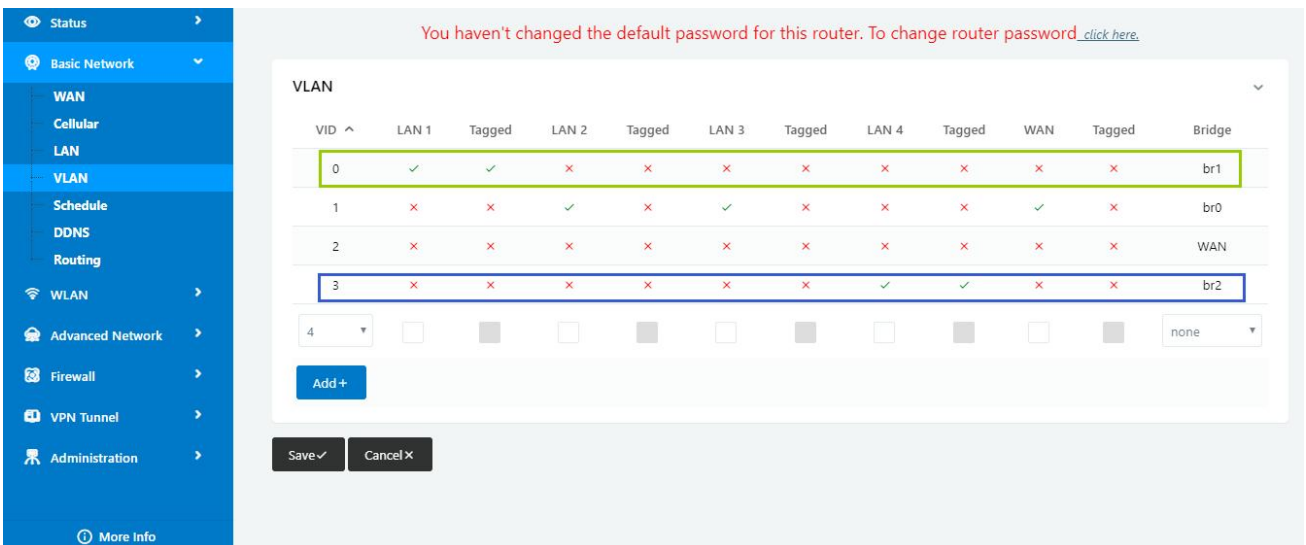 Status
Basic Network
WAN
Cellular
LAN
VLAN
Schedule
DDNS
Routing
WLAN
Advanced Network
Firewall
VPN Tunnel
Administration
More Info
You haven't changed the default password for this router. To change router password click here.
VLAN
VID LAN 1 Tagged LAN 2 Tagged LAN 3 Tagged LAN 4 Tagged WAN Tagged Bridge
0 ✓ ✓ × × × × × × × × br1
1 × × ✓ × ✓ × × × ✓ × br0
2 × × × × × × × × × × WAN
3 × × × × × × ✓ ✓ × × br2
4 none
Add+
Save✓ Cancel×